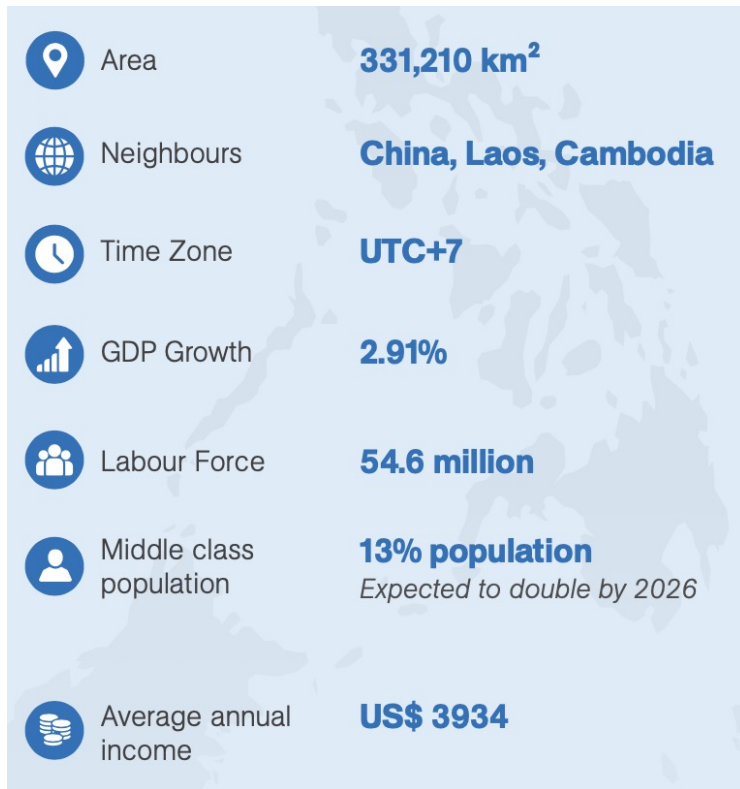 Area 331,210 km²
Neighbours China, Laos, Cambodia
Time Zone UTC+7
GDP Growth 2.91%
Labour Force 54.6 million
Middle class 13% population
population Expected to double by 2026
Average annual US$ 3934
income